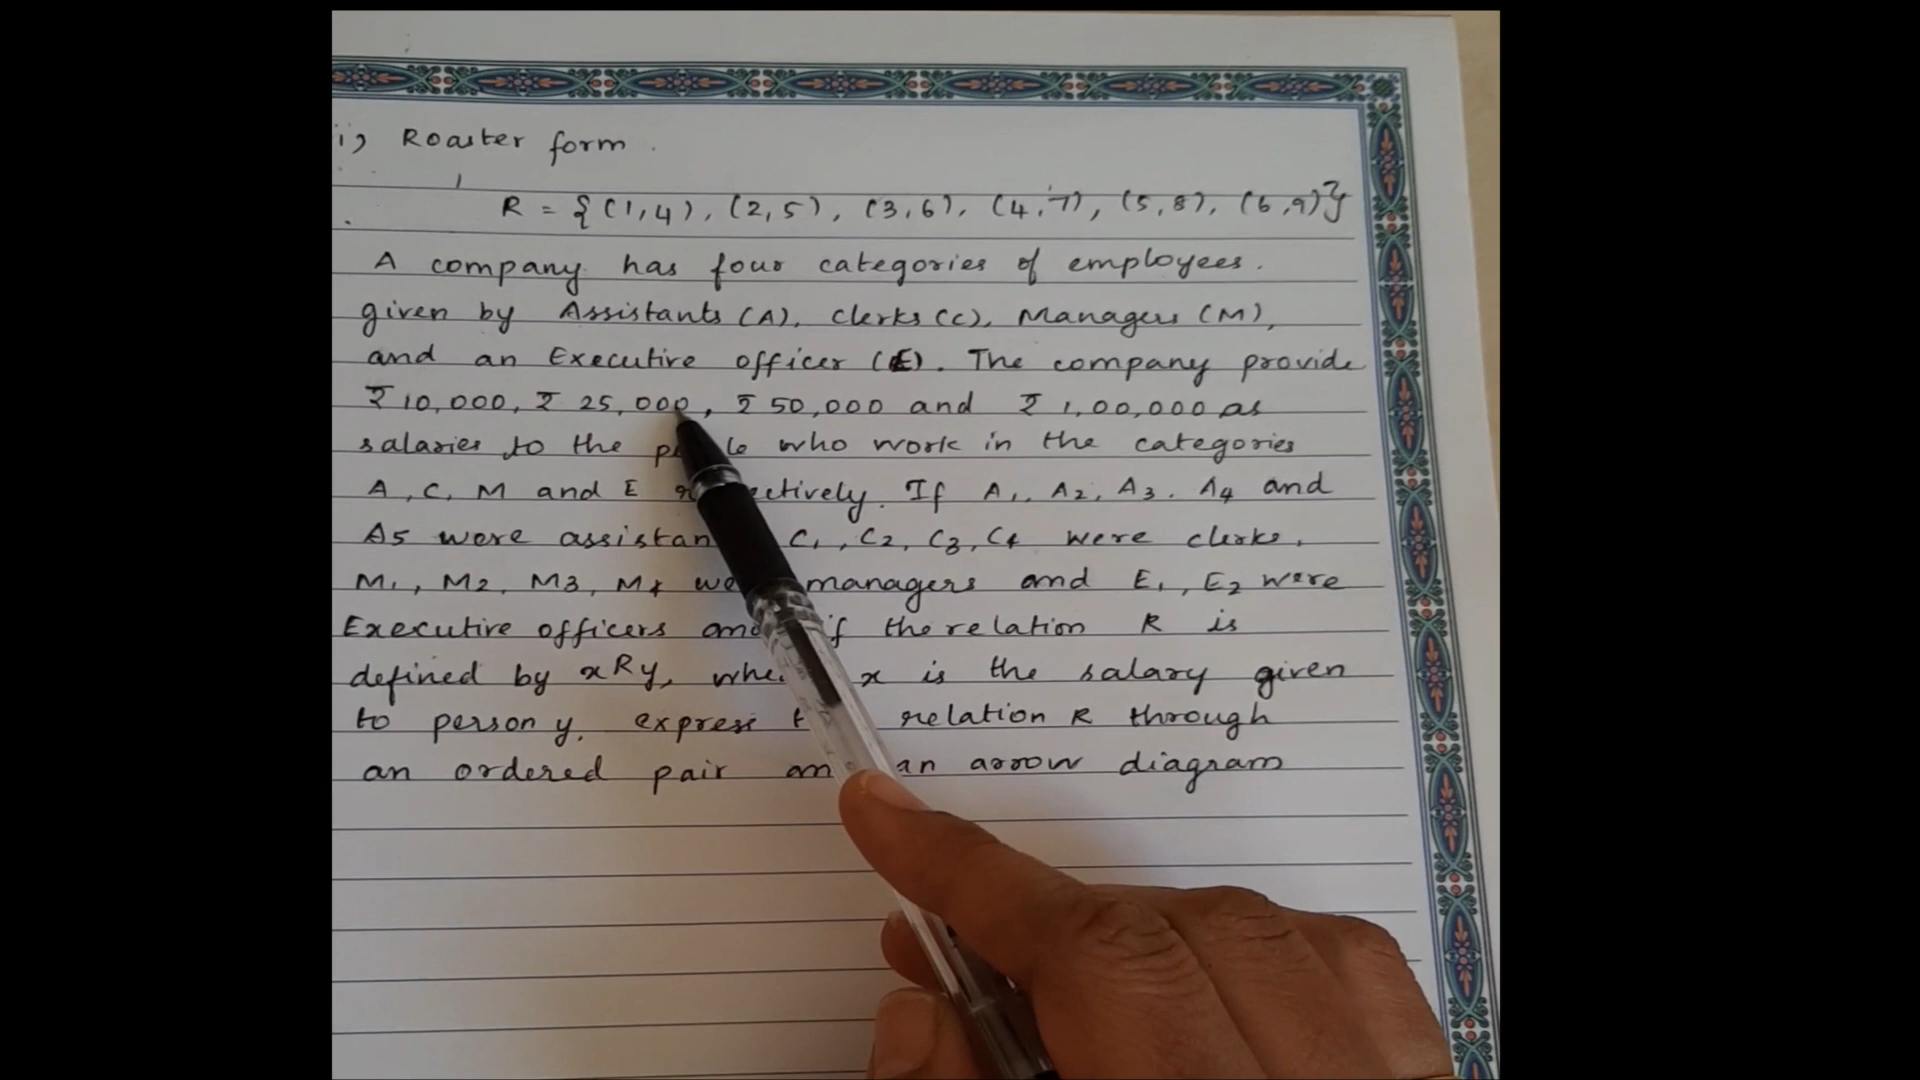 i) Roaster form.
R = {(1,4), (2,5), (3,6), (4,7), (5,8), (6,9)}
A company has four categories of employees.
given by Assistants (A), Clerks (C), Managers (M),
and an Executive officer (E). The company provide
₹ 10,000, ₹ 25,000, ₹ 50,000 and ₹ 1,00,000 as
salaries to the who work in the categories
A, C, M and E If A1, A2, A3, A4 and
A5 were C1, C2, C3, C4 were clerks,
M1, M2, M3, M4 managers and E1, E2 were
Executive officers if the relation R is
defined by xRy, x is the salary given
to person y, express relation R through
an ordered pair an arrow diagram